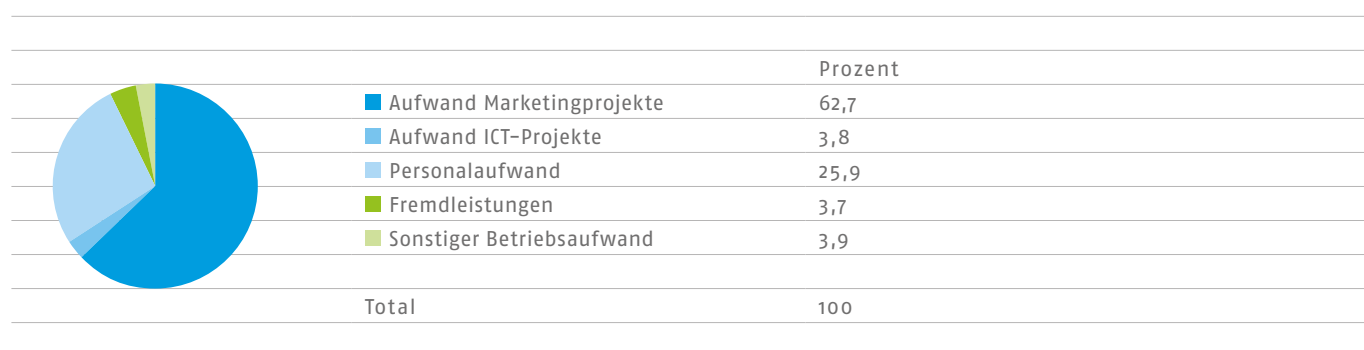 Prozent
Aufwand Marketingprojekte 62,7
Aufwand ICT-Projekte 3,8
Personalaufwand 25,9
Fremdleistungen 3,7
Sonstiger Betriebsaufwand 3,9
Total 100